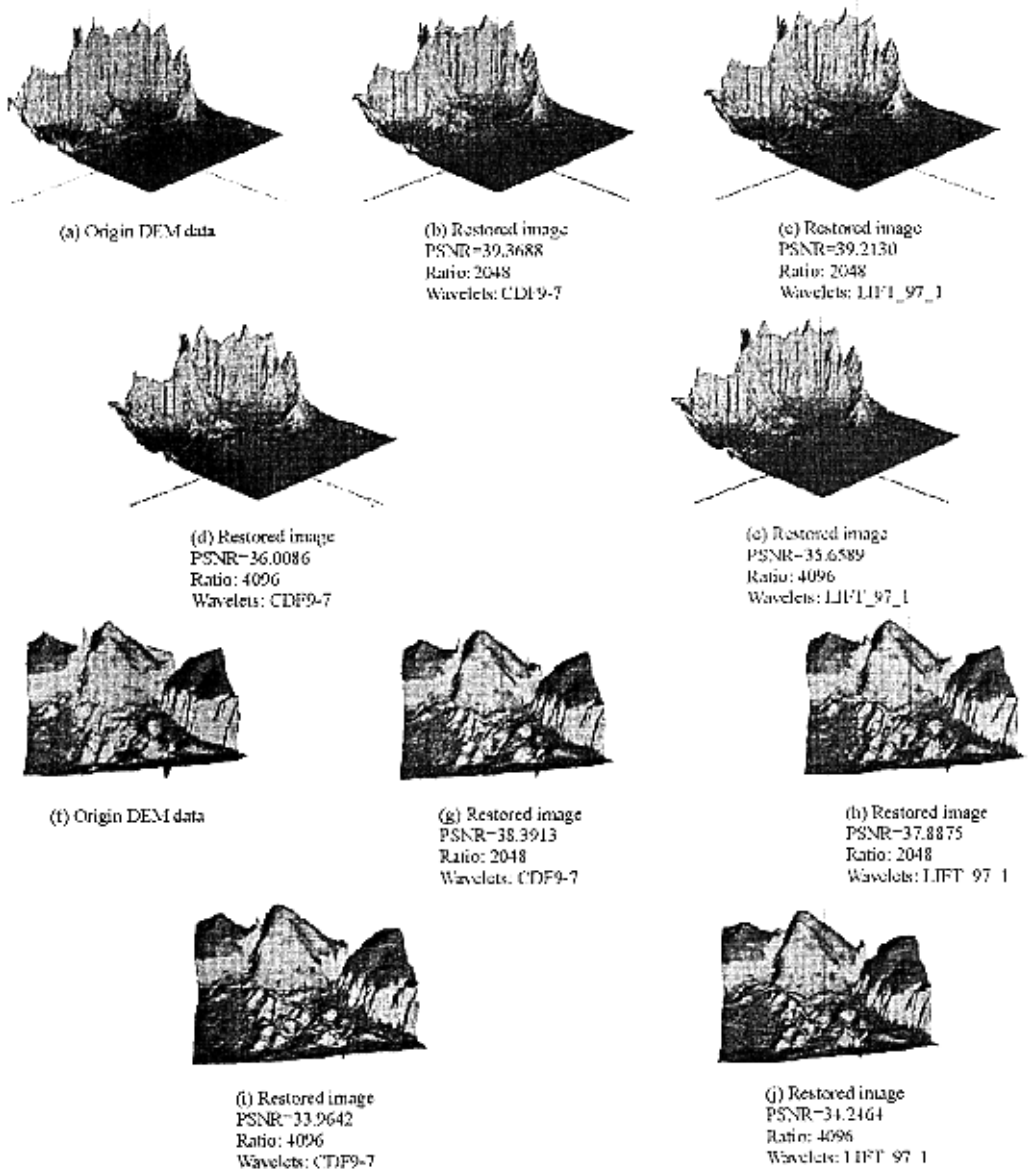 (a) Origin DEM data
(b) Restored image
PSNR=39.3688
Ratio: 2048
Wavelets: CDF9-7
(c) Restored image
PSNR=39.2130
Ratio: 2048
Wavelets: LIFT_97_1
(d) Restored image
PSNR=36.0086
Ratio: 4096
Wavelets: CDF9-7
(e) Restored image
PSNR=35.6589
Ratio: 4096
Wavelets: LIFT_97_1
(f) Origin DEM data
(g) Restored image
PSNR=38.3913
Ratio: 2048
Wavelets: CDF9-7
(h) Restored image
PSNR=37.8875
Ratio: 2048
Wavelets: LIFT_97_1
(i) Restored image
PSNR=33.9642
Ratio: 4096
Wavelets: CDF9-7
(j) Restored image
PSNR=34.2464
Ratio: 4096
Wavelets: LIFT_97_1